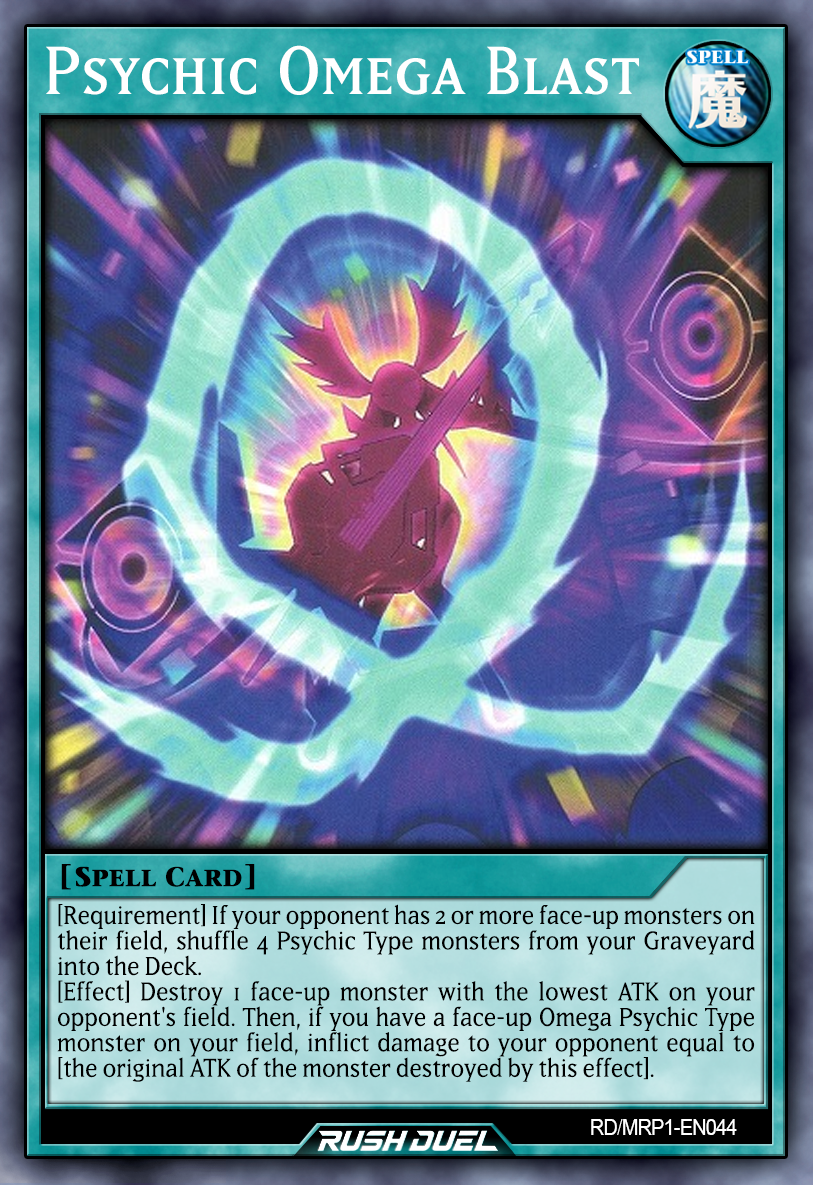 Psychic Omega Blast
SPELL
魔
[Spell Card]
[Requirement] If your opponent has 2 or more face-up monsters on
their field, shuffle 4 Psychic Type monsters from your Graveyard
into the Deck.
[Effect] Destroy 1 face-up monster with the lowest ATK on your
opponent's field. Then, if you have a face-up Omega Psychic Type
monster on your field, inflict damage to your opponent equal to
[the original ATK of the monster destroyed by this effect].
RUSH DUEL
RD/MRP1-EN044